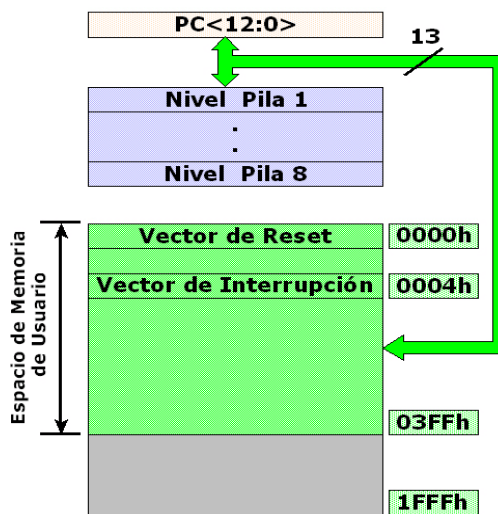 PC<12:0>
13
Nivel Pila 1
.
.
Nivel Pila 8
Vector de Reset
0000h
Vector de Interrupción
0004h
Espacio de Memoria
de Usuario
03FFh
1FFFh